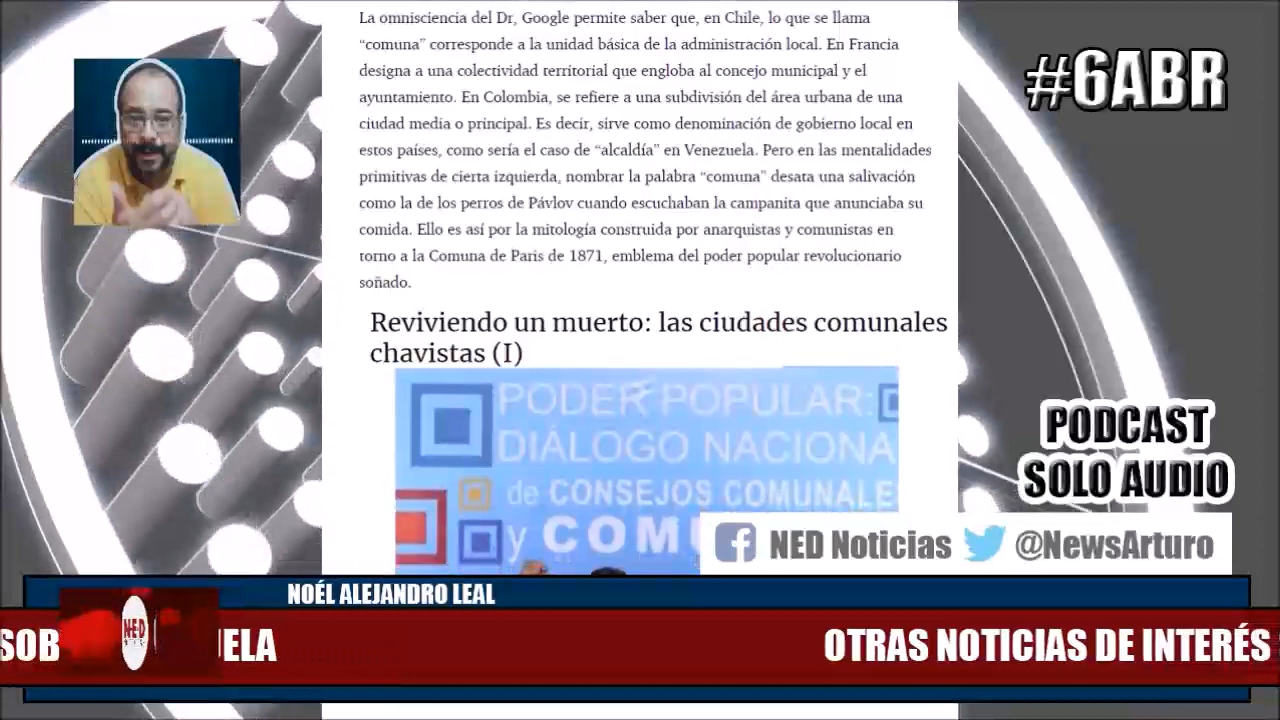 La omnisciencia del Dr, Google permite saber que, en Chile, lo que se llama
“comuna” corresponde a la unidad básica de la administración local. En Francia
designa a una colectividad territorial que engloba al concejo municipal y el
ayuntamiento. En Colombia, se refiere a una subdivisión del área urbana de una
ciudad media o principal. Es decir, sirve como denominación de gobierno local en
estos países, como sería el caso de “alcaldía” en Venezuela. Pero en las mentalidades
primitivas de cierta izquierda, nombrar la palabra “comuna” desata una salivación
como la de los perros de Pávlov cuando escuchaban la campanita que anunciaba su
comida. Ello es así por la mitología construida por anarquistas y comunistas en
torno a la Comuna de Paris de 1871, emblema del poder popular revolucionario
soñado.
Reviviendo un muerto: las ciudades comunales
chavistas (I)
PODER POPULAR:
DIÁLOGO NACIONA
de CONSEJOS COMUNALE
y COMU
#6ABR
PODCAST
SOLO AUDIO
NED Noticias @NewsArturo
NOÉL ALEJANDRO LEAL
SOB UELA OTRAS NOTICIAS DE INTERÉS
NED